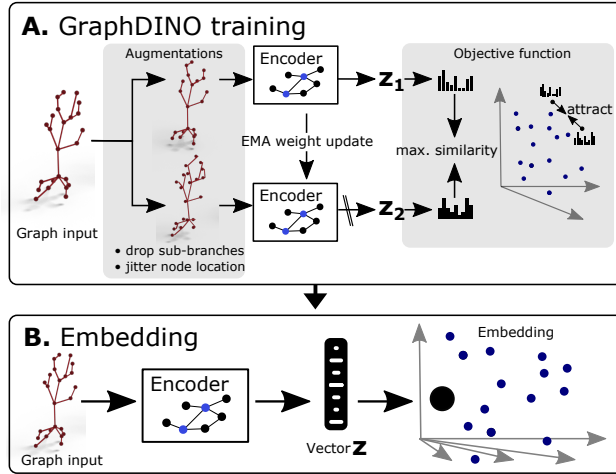 A. GraphDINO training
Augmentations
Encoder
z₁
Objective function
attract
EMA weight update
max. similarity
Encoder
z₂
Graph input
• drop sub-branches
• jitter node location
B. Embedding
Encoder
Embedding
Graph input
Vector z